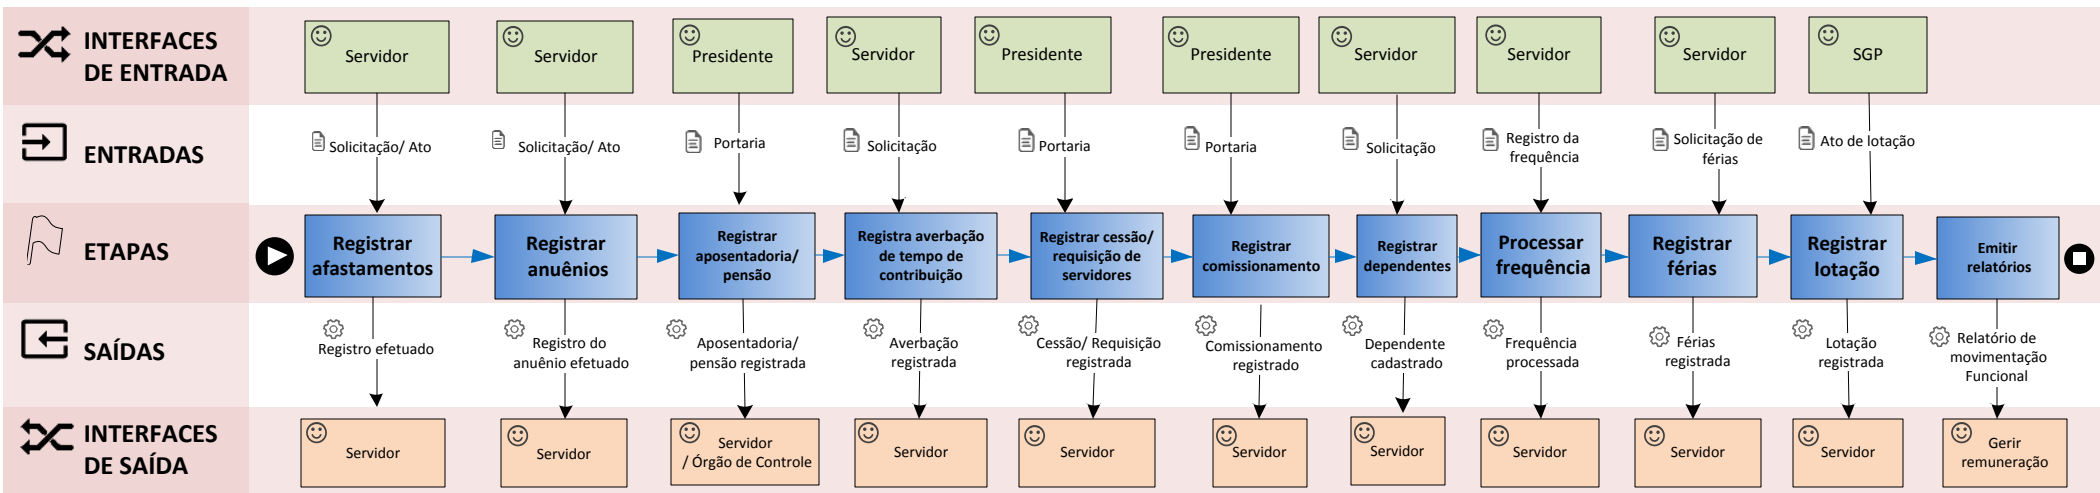 INTERFACES
DE ENTRADA
Servidor
Servidor
Presidente
Servidor
Presidente
Presidente
Servidor
Servidor
Servidor
SGP
ENTRADAS
Solicitação/ Ato
Solicitação/ Ato
Portaria
Solicitação
Portaria
Portaria
Solicitação
Registro da
frequência
Solicitação de
férias
Ato de lotação
ETAPAS
Registrar
afastamentos
Registrar
anuênios
Registrar
aposentadoria/
pensão
Registra averbação
de tempo de
contribuição
Registrar cessão/
requisição de
servidores
Registrar
comissionamento
Registrar
dependentes
Processar
frequência
Registrar
férias
Registrar
lotação
Emitir
relatórios
SAÍDAS
Registro efetuado
Registro do
anuênio efetuado
Aposentadoria/
pensão registrada
Averbação
registrada
Cessão/ Requisição
registrada
Comissionamento
registrado
Dependente
cadastrado
Frequência
processada
Férias
registrada
Lotação
registrada
Relatório de
movimentação
Funcional
INTERFACES
DE SAÍDA
Servidor
Servidor
Servidor
/ Órgão de Controle
Servidor
Servidor
Servidor
Servidor
Servidor
Servidor
Servidor
Gerir
remuneração